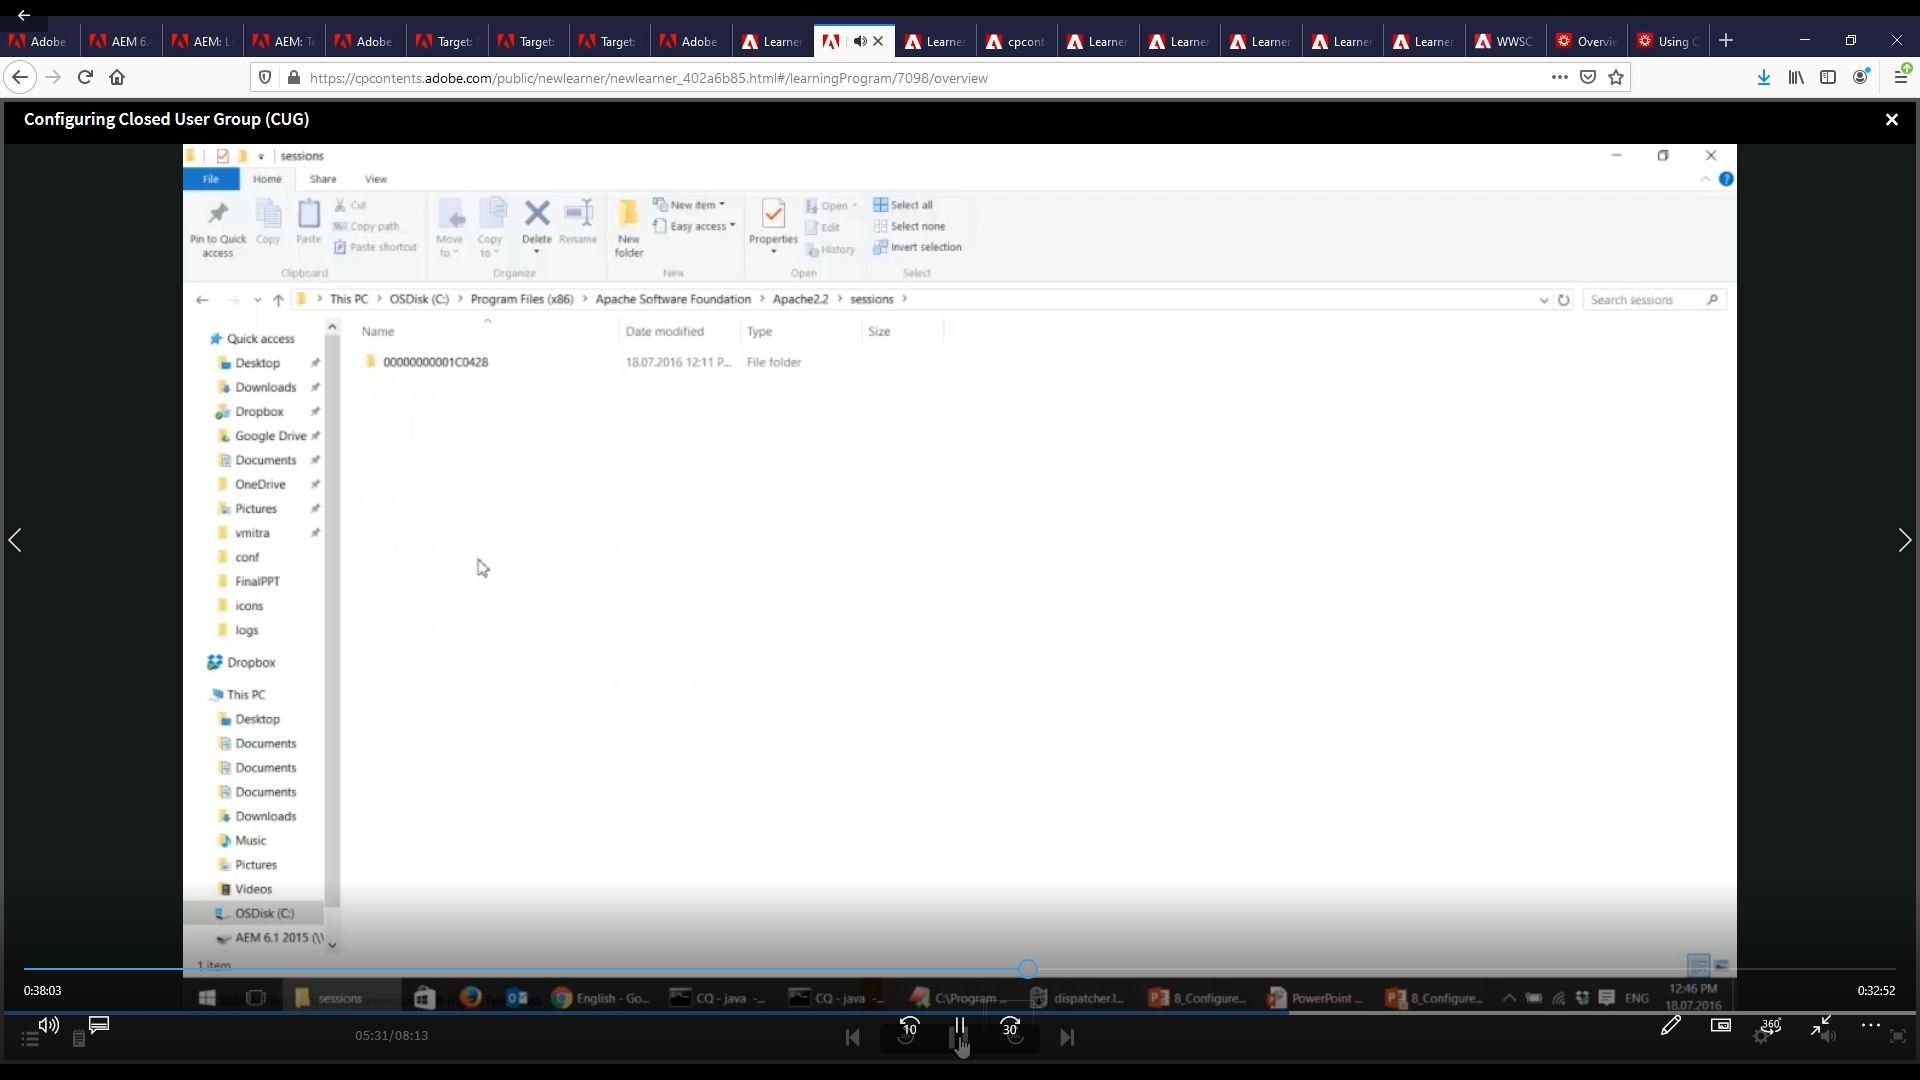 Adobe
AEM 6.
AEM: L
AEM: Te
Adobe
Target:
Target:
Target:
Adobe
Learner
L
Learner
cpcont
Learner
Learner
Learner
Learner
Learner
WWSC
Overvie
Using C
https://cpcontents.adobe.com/public/newlearner/newlearner_402a6b85.html#/learningProgram/7098/overview
Configuring Closed User Group (CUG)
sessions
File Home Share View
Pin to Quick access
Copy
Paste
Cut
Copy path
Paste shortcut
Clipboard
Move to
Copy to
Delete
Rename
Organize
New folder
New item
Easy access
New
Properties
Open
Edit
History
Open
Select all
Select none
Invert selection
Select
This PC > OSDisk (C:) > Program Files (x86) > Apache Software Foundation > Apache2.2 > sessions >
Search sessions
Name Date modified Type Size
00000000001C0428 18.07.2016 12:11 P... File folder
Quick access
Desktop
Downloads
Dropbox
Google Drive
Documents
OneDrive
Pictures
vmitra
conf
FinalPPT
icons
logs
Dropbox
This PC
Desktop
Documents
Documents
Documents
Downloads
Music
Pictures
Videos
OSDisk (C:)
AEM 6.1 2015 (\\
1 item
0:38:03
0:32:52
sessions
English - Go...
CQ - java -...
CQ - java -...
C:\Program...
dispatcher.l...
8_Configure...
PowerPoint ...
8_Configure...
ENG
12:46 PM
18.07.2016
05:31/08:13
10
30
360